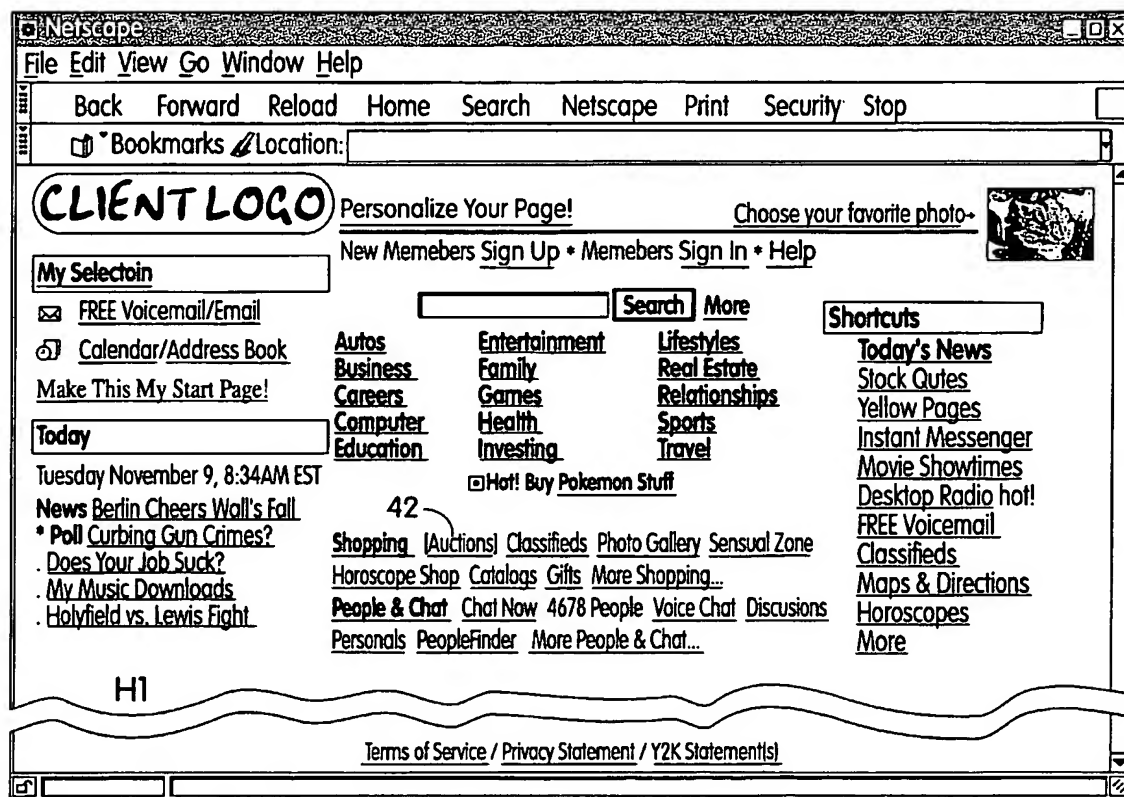 Netscape
File Edit View Go Window Help
Back Forward Reload Home Search Netscape Print Security Stop
Bookmarks Location:
CLIENT LOGO
Personalize Your Page! Choose your favorite photo
New Memebers Sign Up * Memebers Sign In * Help
My Selectoin
FREE Voicemail/Email
Calendar/Address Book
Make This My Start Page!
Today
Tuesday November 9, 8:34AM EST
News Berlin Cheers Wall's Fall
* Poll Curbing Gun Crimes?
. Does Your Job Suck?
. My Music Downloads
. Holyfield vs. Lewis Fight
Search More
Autos Entertainment Lifestyles
Business Family Real Estate
Careers Games Relationships
Computer Health Sports
Education Investing Travel
Hot! Buy Pokemon Stuff
42
Shopping [Auctions] Classifieds Photo Gallery Sensual Zone
Horoscope Shop Catalogs Gifts More Shopping...
People & Chat Chat Now 4678 People Voice Chat Discusions
Personals PeopleFinder More People & Chat...
Shortcuts
Today's News
Stock Qutes
Yellow Pages
Instant Messenger
Movie Showtimes
Desktop Radio hot!
FREE Voicemail
Classifieds
Maps & Directions
Horoscopes
More
H1
Terms of Service / Privacy Statement / Y2K Statement(s)